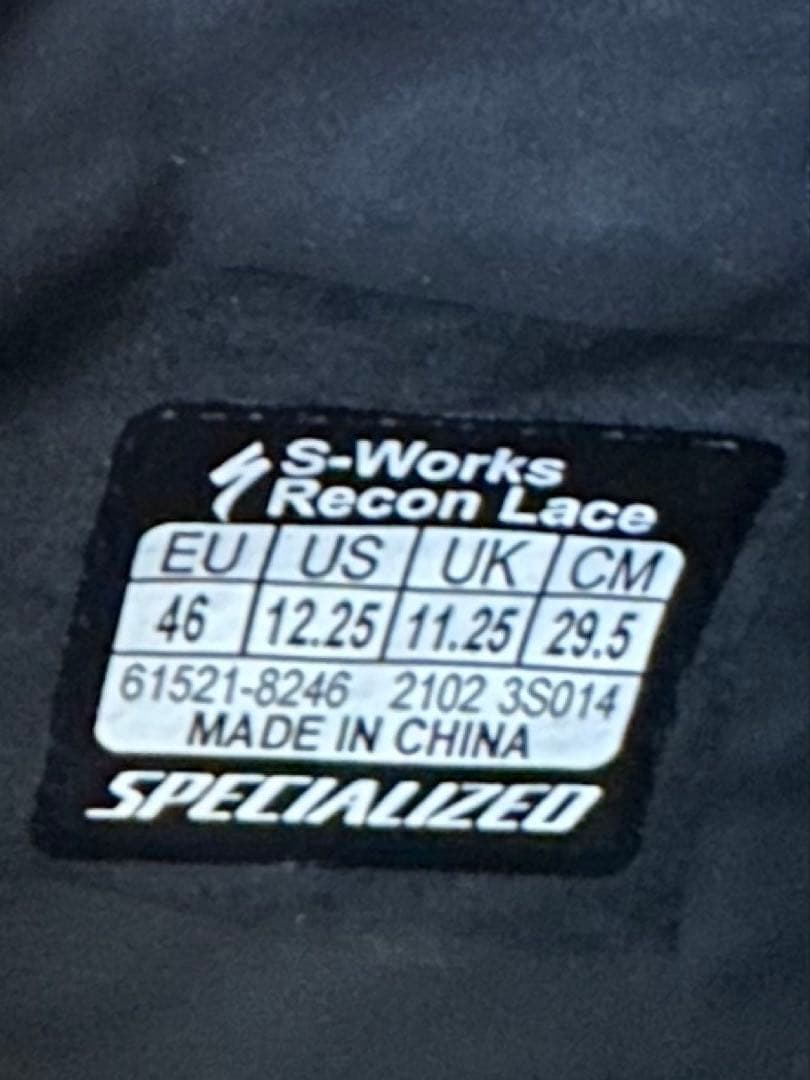 S-Works
Recon Lace
EU US UK CM
46 12.25 11.25 29.5
61521-8246 2102 3S014
MADE IN CHINA
SPECIALIZED